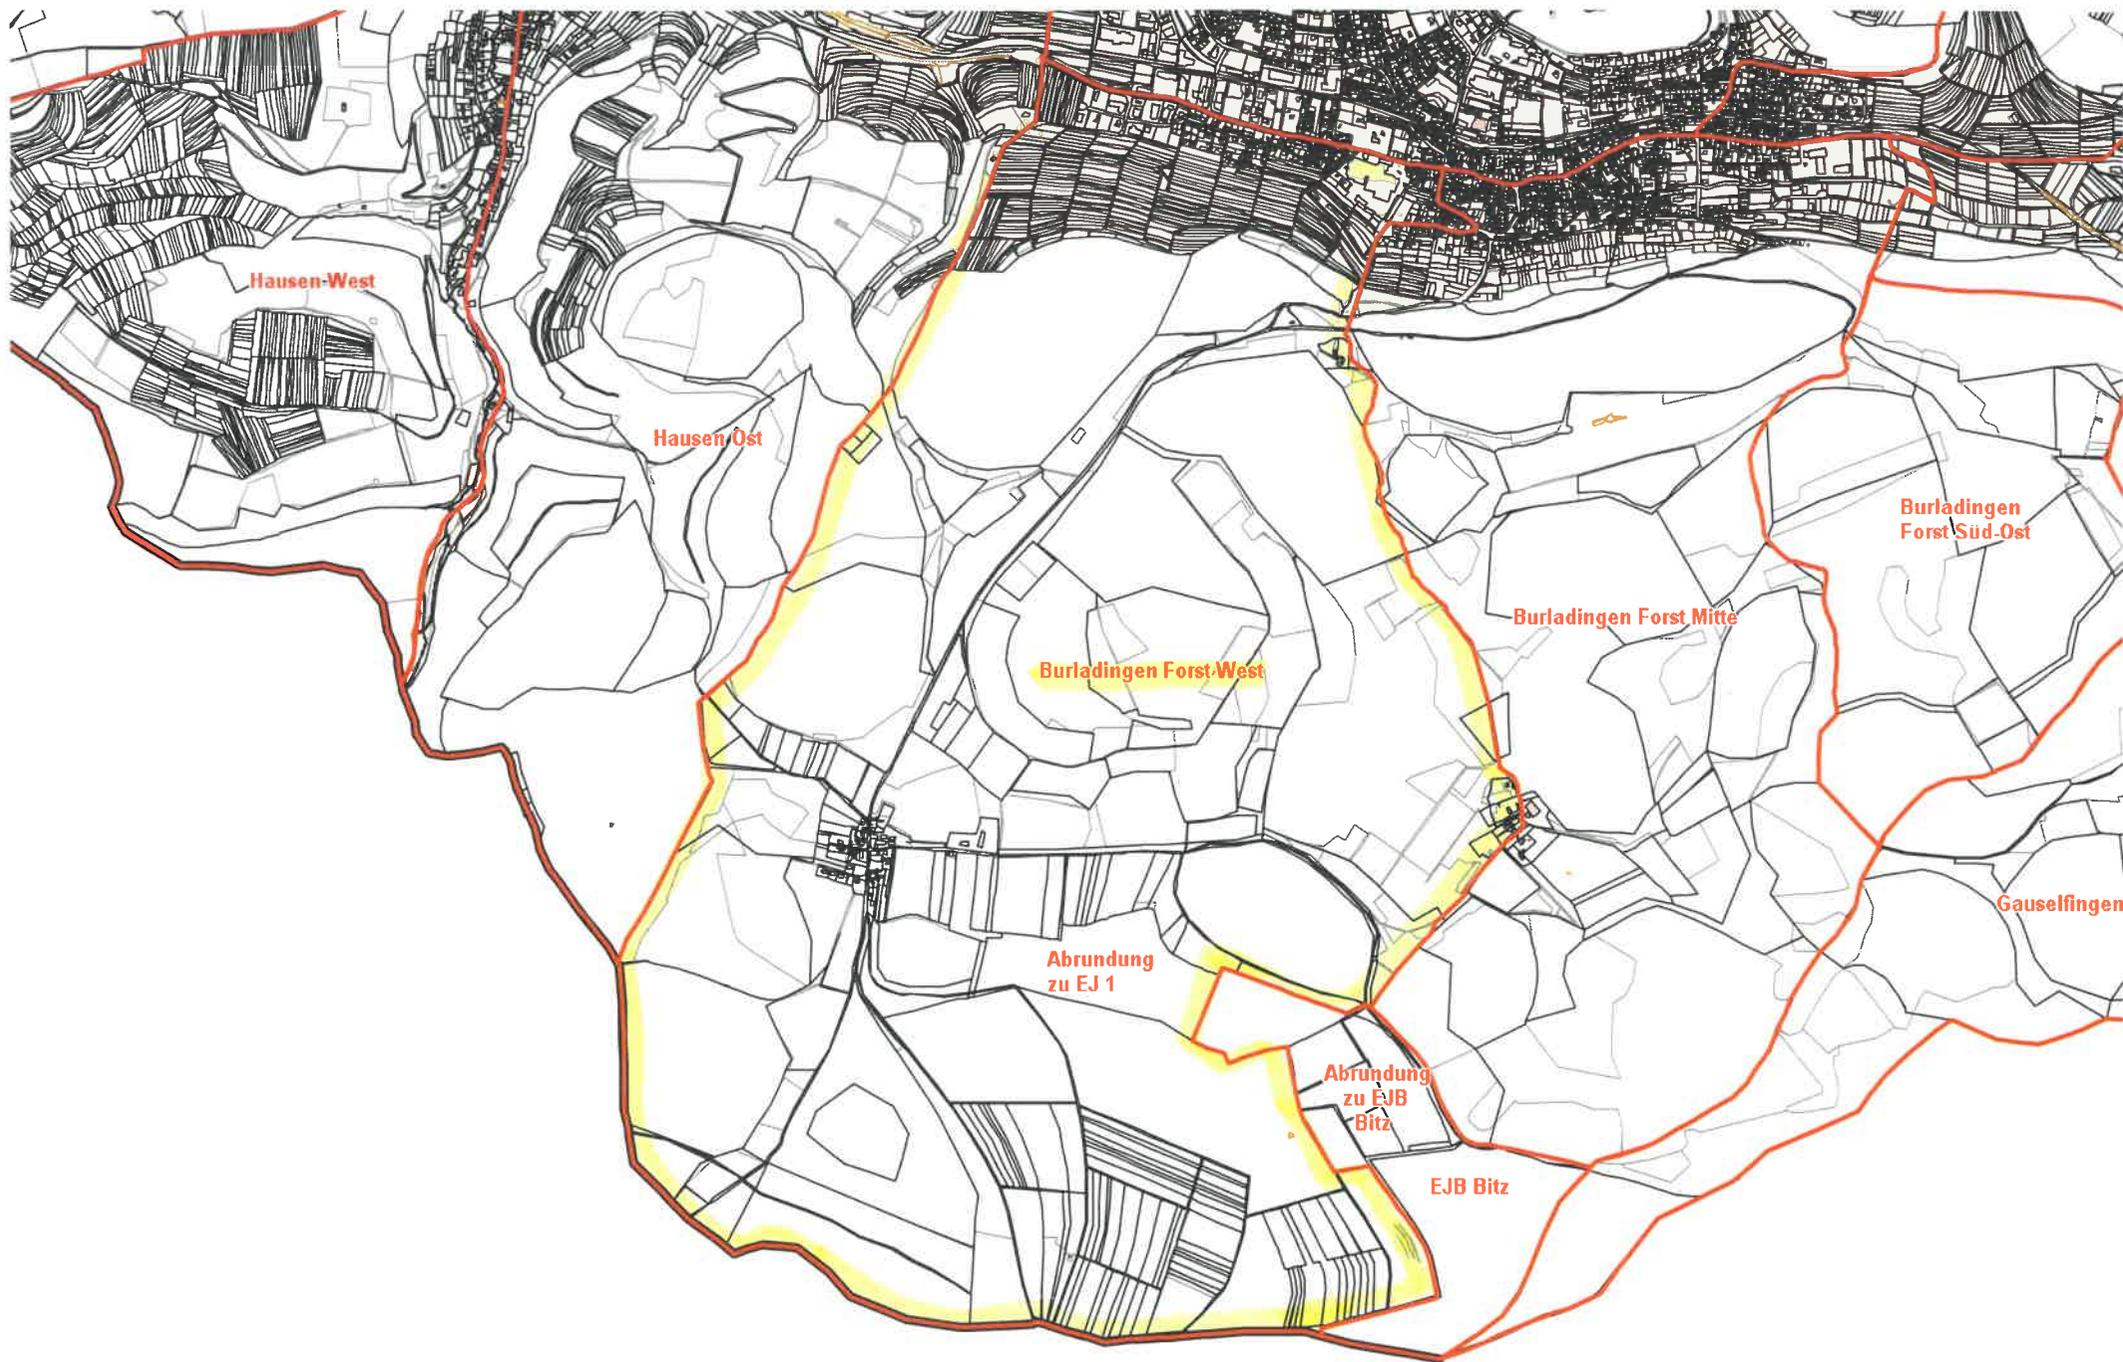 Hausen-West
Hausen Ost
Burladingen
Forst Süd-Ost
Burladingen Forst Mitte
Burladingen Forst West
Gauselfingen
Abrundung
zu EJ 1
Abrundung
zu EJB
Bitz
EJB Bitz